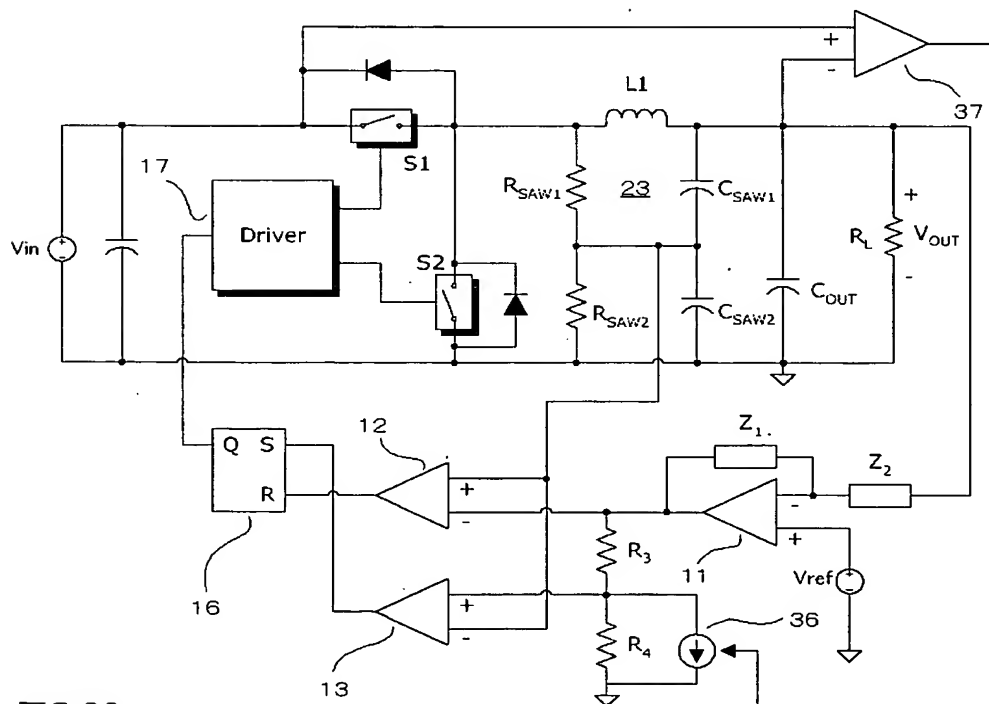 +
-
37
L1
S1
17
R_SAW1
23
C_SAW1
+
Vin
+
-
Driver
R_L
V_OUT
S2
-
R_SAW2
C_SAW2
C_OUT
12
Z_1.
Q
S
R
+
-
Z_2
-
+
11
R_3
Vref
+
-
16
+
-
36
R_4
13